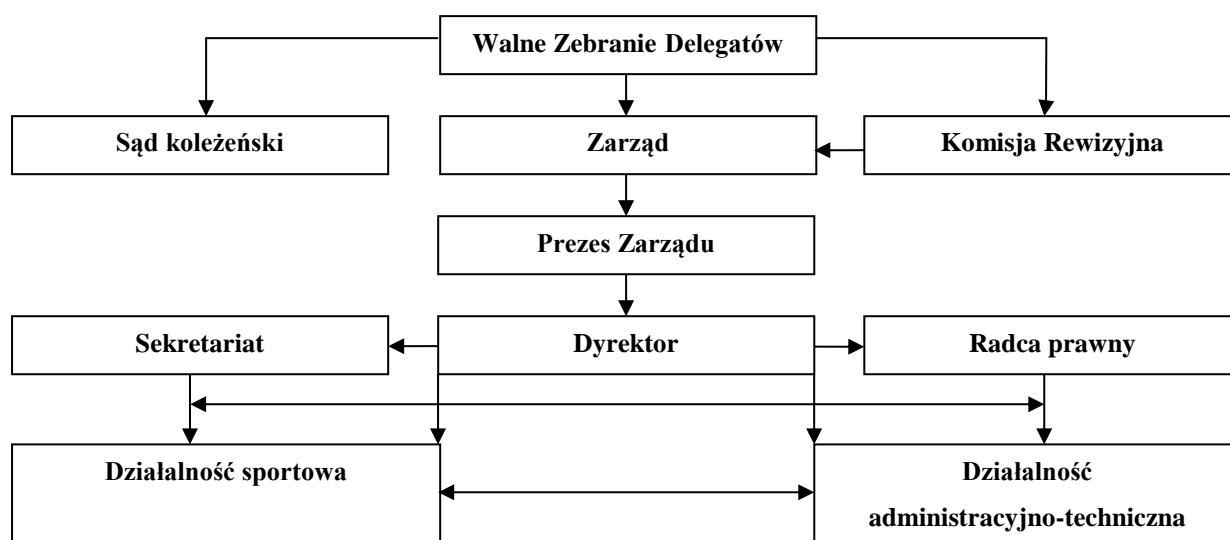 Walne Zebranie Delegatów
Sąd koleżeński
Zarząd
Komisja Rewizyjna
Prezes Zarządu
Sekretariat
Dyrektor
Radca prawny
Działalność sportowa
Działalność
administracyjno-techniczna